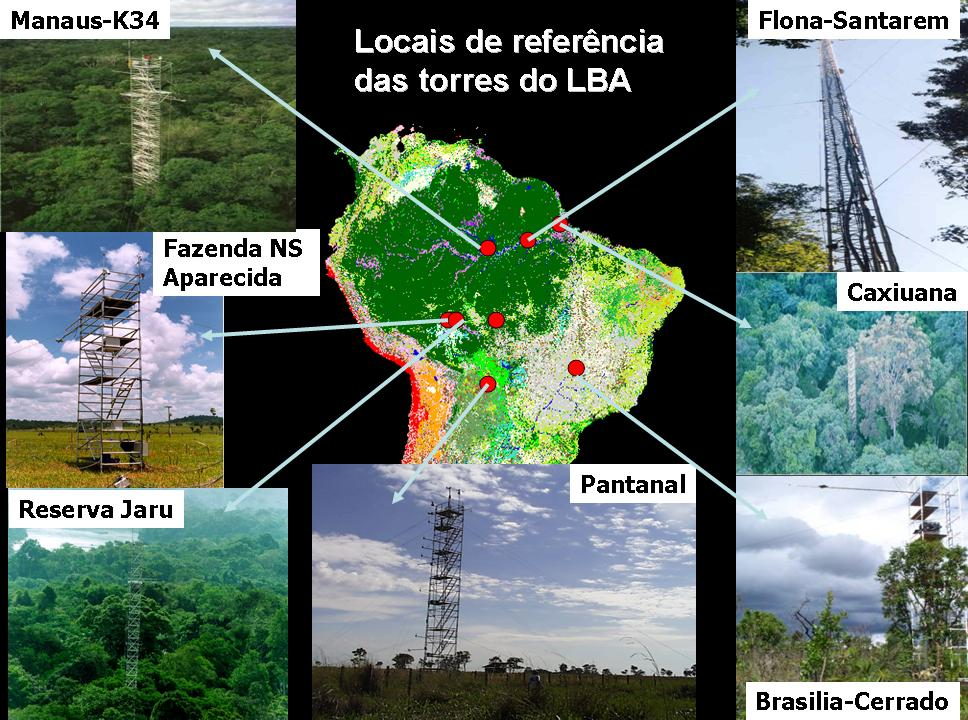 Manaus-K34
Locais de referência
das torres do LBA
Flona-Santarem
Fazenda NS
Aparecida
Caxiuana
Reserva Jaru
Pantanal
Brasilia-Cerrado